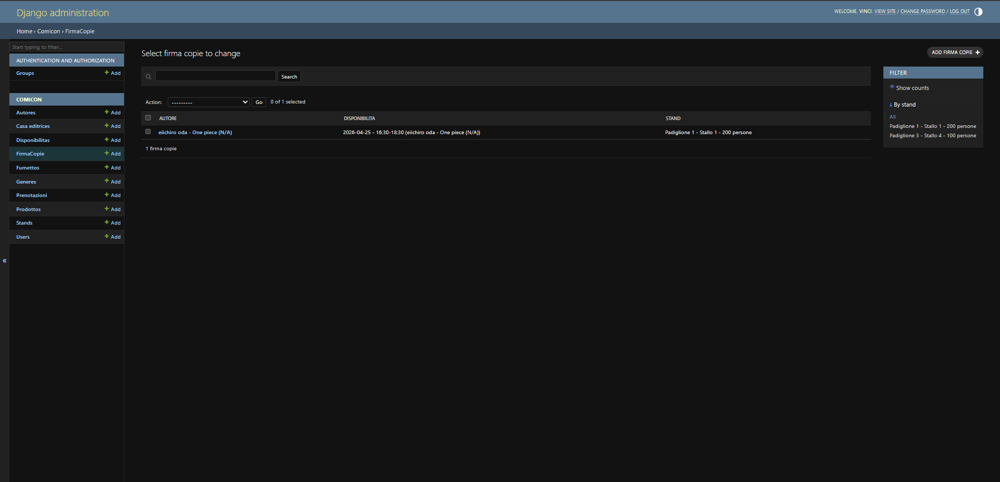 Django administration
WELCOME, VINCI. VIEW SITE / CHANGE PASSWORD / LOG OUT
Home › Comicon › FirmaCopie
Start typing to filter...
AUTHENTICATION AND AUTHORIZATION
Groups + Add
COMICON
Autores + Add
Casa editrices + Add
Disponibilitas + Add
FirmaCopie + Add
Fumettos + Add
Generes + Add
Prenotazioni + Add
Prodottos + Add
Stands + Add
Users + Add
«
Select firma copie to change
ADD FIRMA COPIE +
Search
Action: --------- Go 0 of 1 selected
AUTORE DISPONIBILITA STAND
eiichiro oda - One piece (N/A) 2026-04-25 - 16:30-18:30 (eiichiro oda - One piece (N/A)) Padiglione 1 - Stallo 1 - 200 persone
1 firma copie
FILTER
Show counts
↓ By stand
All
Padiglione 1 - Stallo 1 - 200 persone
Padiglione 3 - Stallo 4 - 100 persone